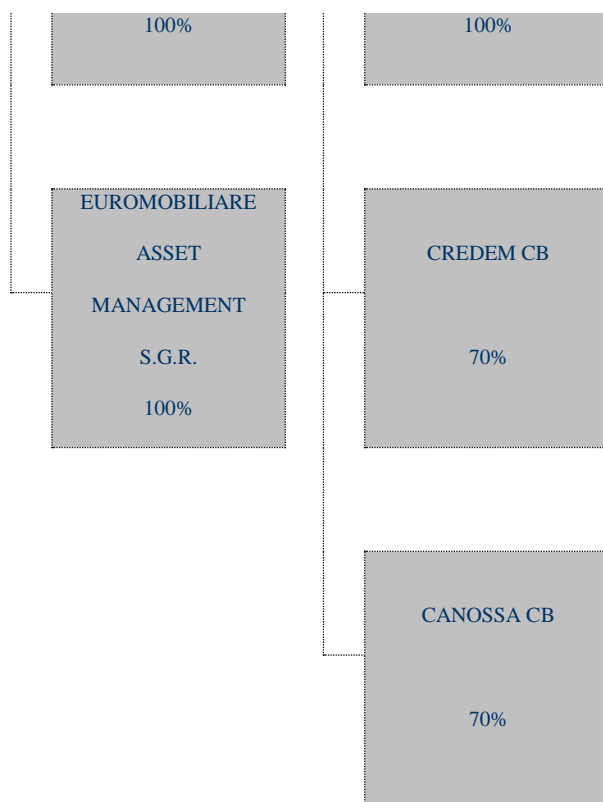 100%
100%
EUROMOBILIARE
ASSET
MANAGEMENT
S.G.R.
100%
CREDEM CB
70%
CANOSSA CB
70%